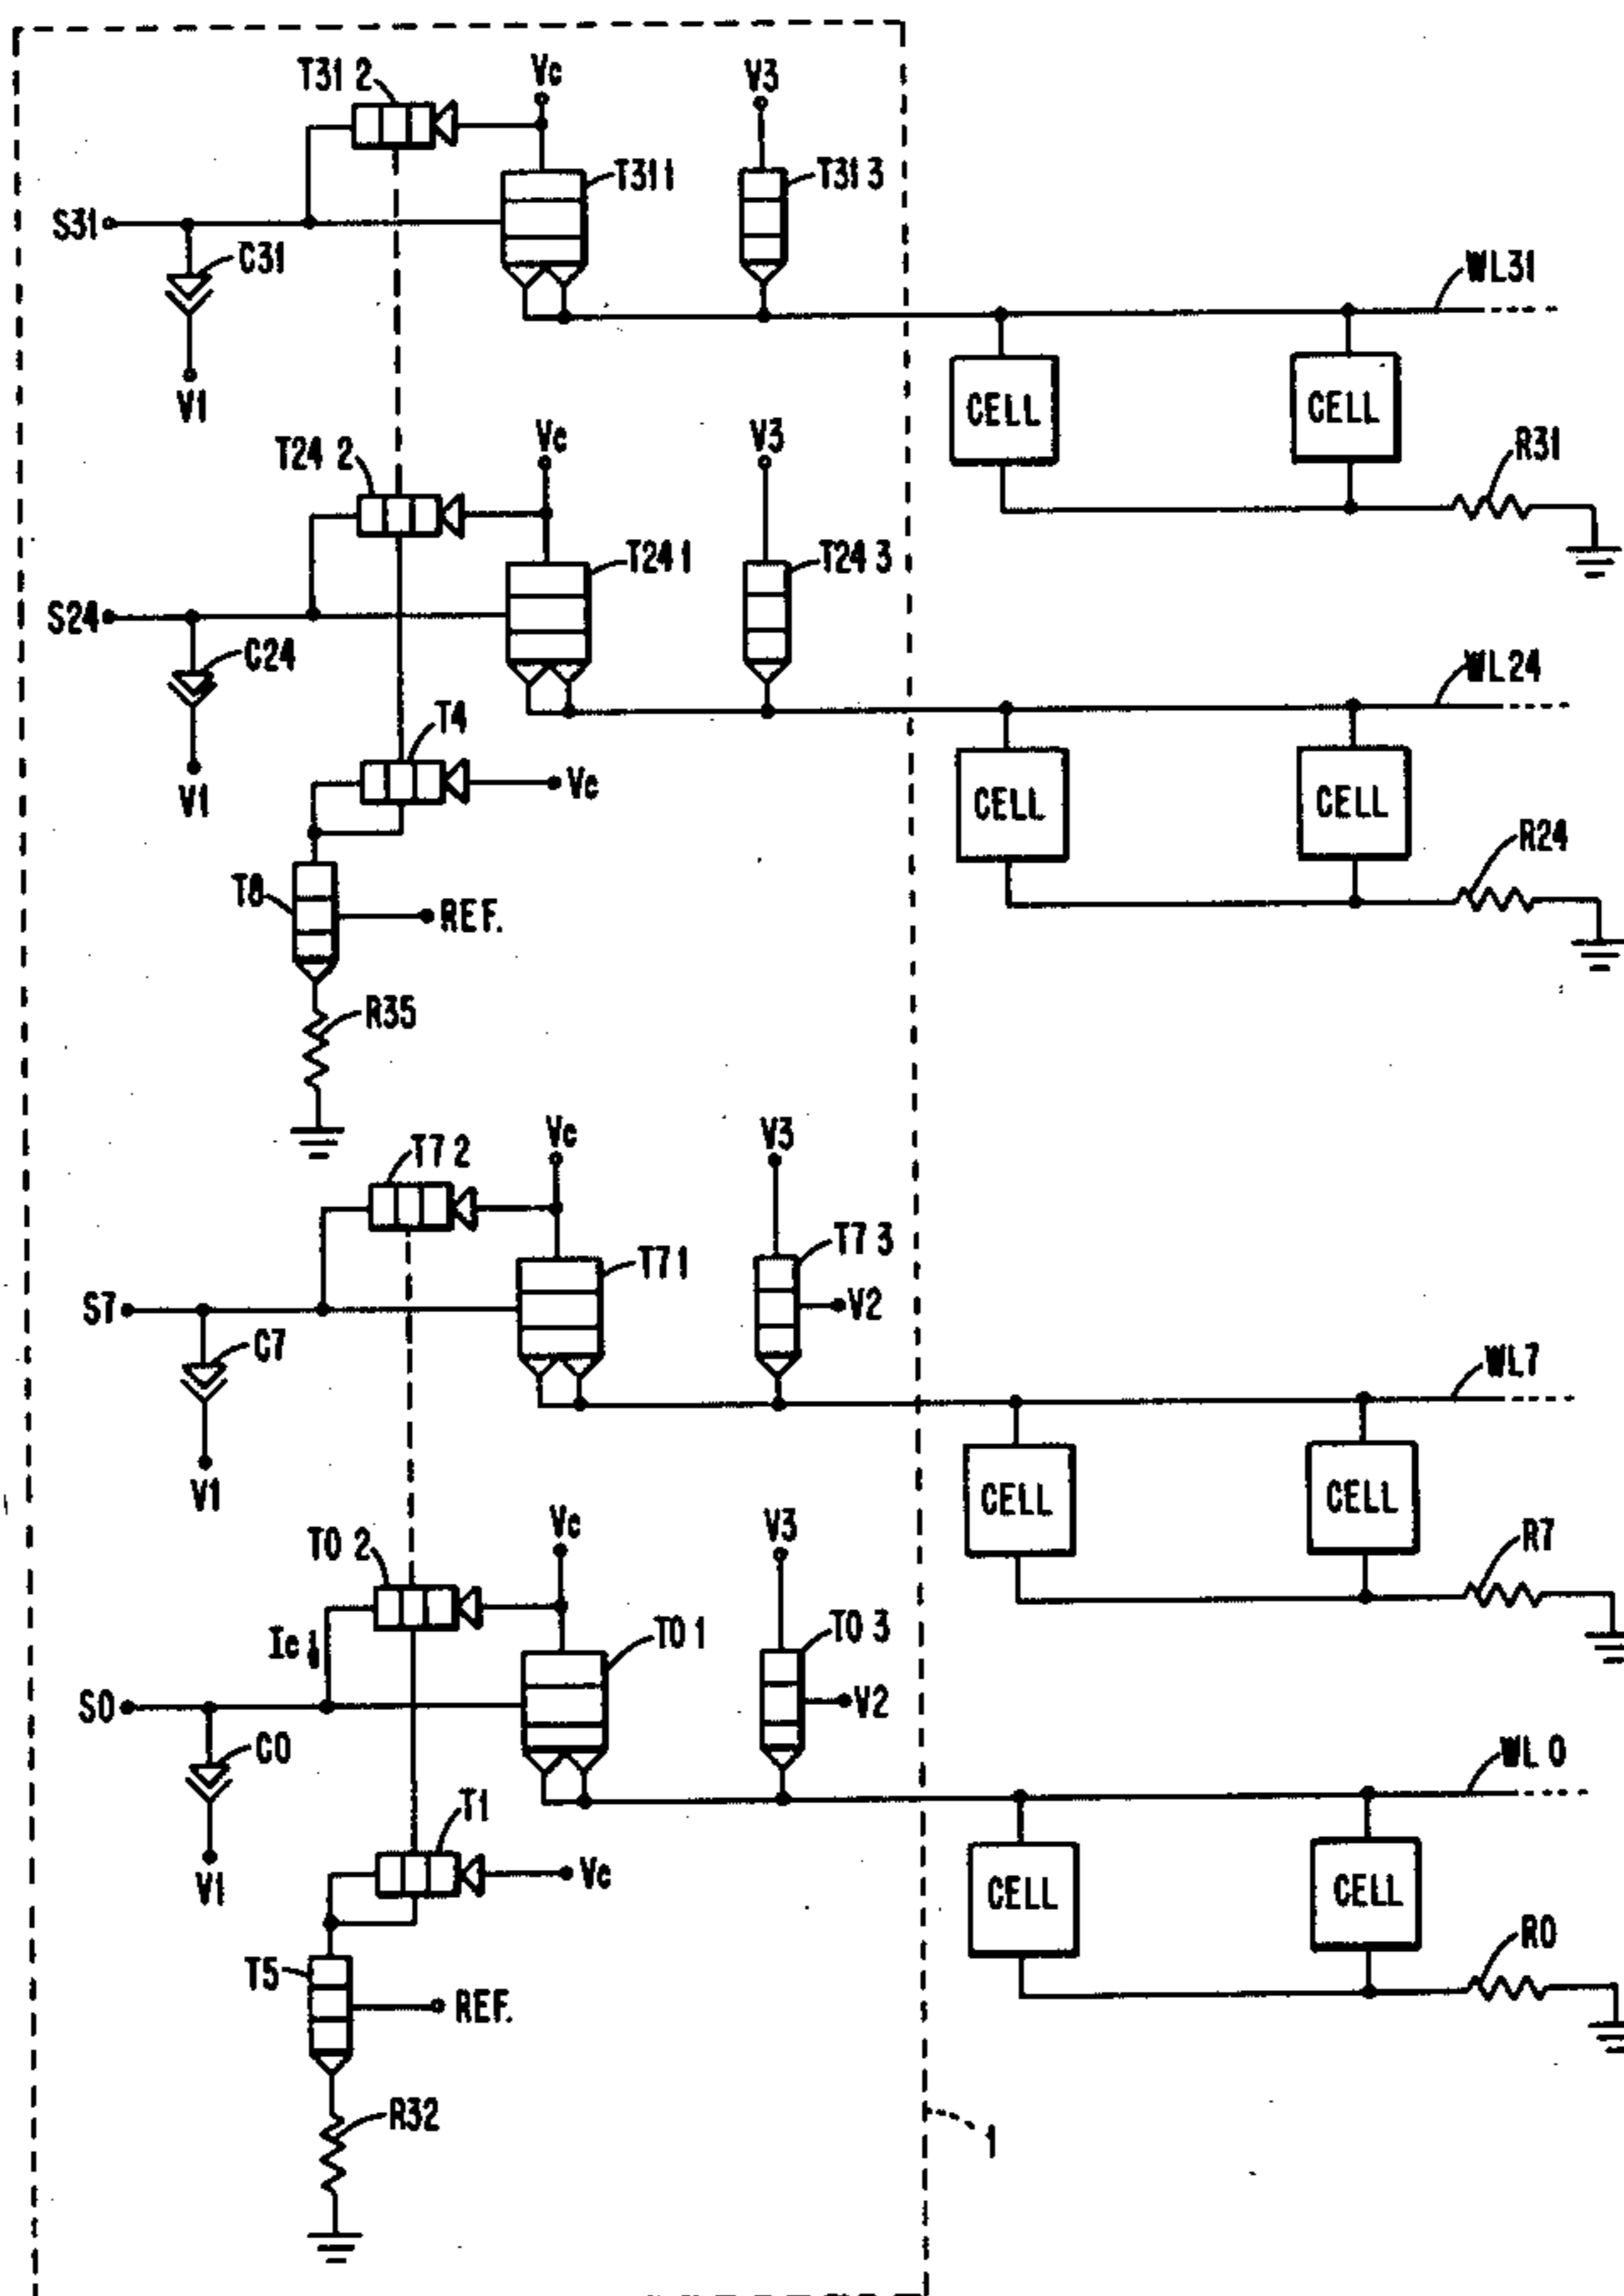 T31 2
Vc
V3
T31 1
T31 3
S31
C31
V1
WL31
CELL
CELL
R31
T24 2
Vc
V3
T24 1
T24 3
S24
C24
V1
WL24
CELL
CELL
R24
T4
Vc
T8
REF.
R35
T7 2
Vc
V3
T7 1
T7 3
V2
S7
C7
V1
WL7
CELL
CELL
R7
T0 2
Vc
V3
T0 1
T0 3
V2
Ic
S0
C0
V1
WL 0
CELL
CELL
R0
T1
Vc
T5
REF.
R32
1